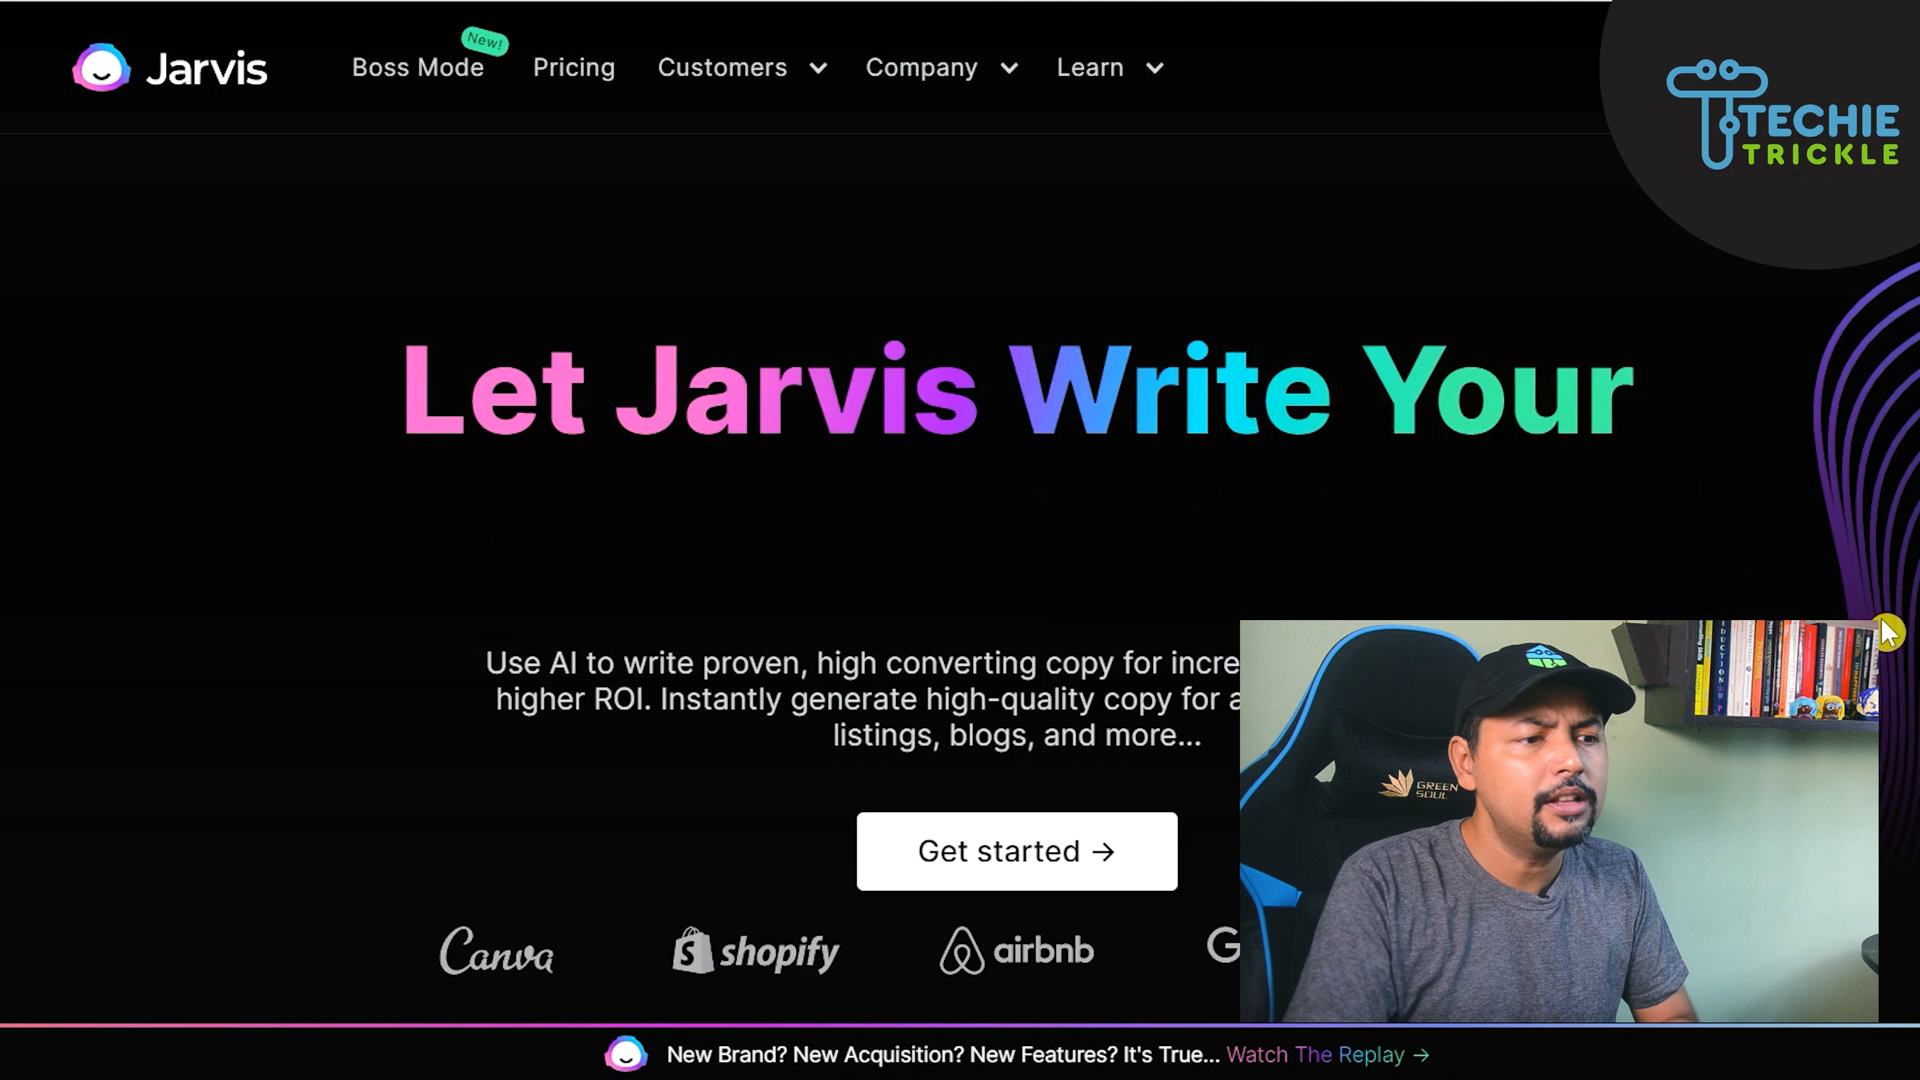 Jarvis
Boss Mode
New!
Pricing
Customers
Company
Learn
TECHIE
TRICKLE
Let Jarvis Write Your
Use AI to write proven, high converting copy for incre
higher ROI. Instantly generate high-quality copy for a
listings, blogs, and more...
Get started →
GREEN
SOUL
Canva
shopify
airbnb
G
New Brand? New Acquisition? New Features? It's True... Watch The Replay →